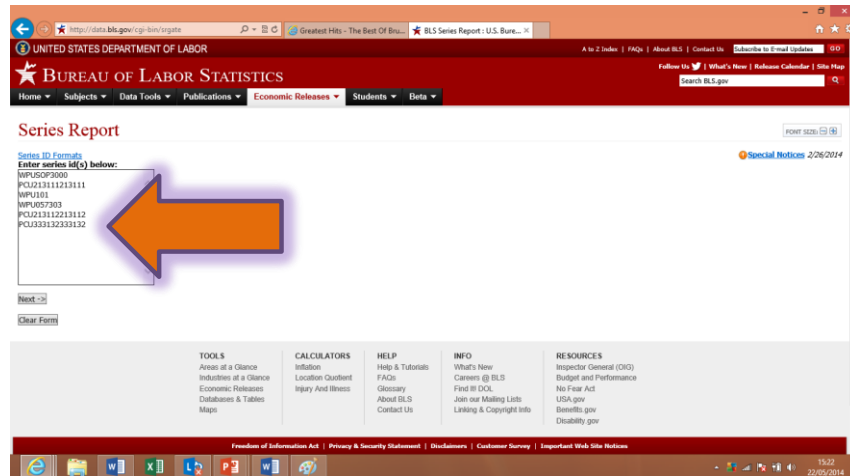 http://data.bls.gov/cgi-bin/srgate
Greatest Hits - The Best Of Bru...
BLS Series Report : U.S. Bure...
UNITED STATES DEPARTMENT OF LABOR
A to Z Index | FAQs | About BLS | Contact Us
Subscribe to E-mail Updates
GO
BUREAU OF LABOR STATISTICS
Follow Us | What's New | Release Calendar | Site Map
Search BLS.gov
Home Subjects Data Tools Publications Economic Releases Students Beta
Series Report
FONT SIZE:
Series ID Formats
Special Notices 2/26/2014
Enter series id(s) below:
WPUSOP3000
PCU213111213111
WPU101
WPU057303
PCU213112213112
PCU333132333132
Next ->
Clear Form
TOOLS
Areas at a Glance
Industries at a Glance
Economic Releases
Databases & Tables
Maps
CALCULATORS
Inflation
Location Quotient
Injury And Illness
HELP
Help & Tutorials
FAQs
Glossary
About BLS
Contact Us
INFO
What's New
Careers @ BLS
Find It! DOL
Join our Mailing Lists
Linking & Copyright Info
RESOURCES
Inspector General (OIG)
Budget and Performance
No Fear Act
USA.gov
Benefits.gov
Disability.gov
Freedom of Information Act | Privacy & Security Statement | Disclaimers | Customer Survey | Important Web Site Notices
15:22
22/05/2014